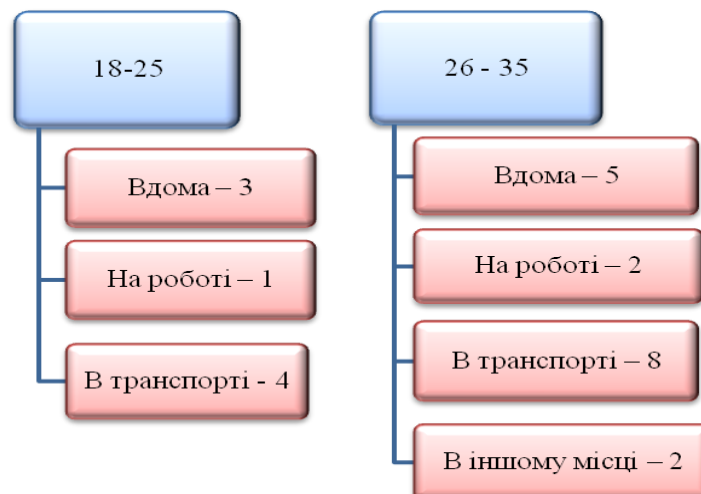 18-25
Вдома – 3
На роботі – 1
В транспорті - 4
26 - 35
Вдома – 5
На роботі – 2
В транспорті – 8
В іншому місці – 2